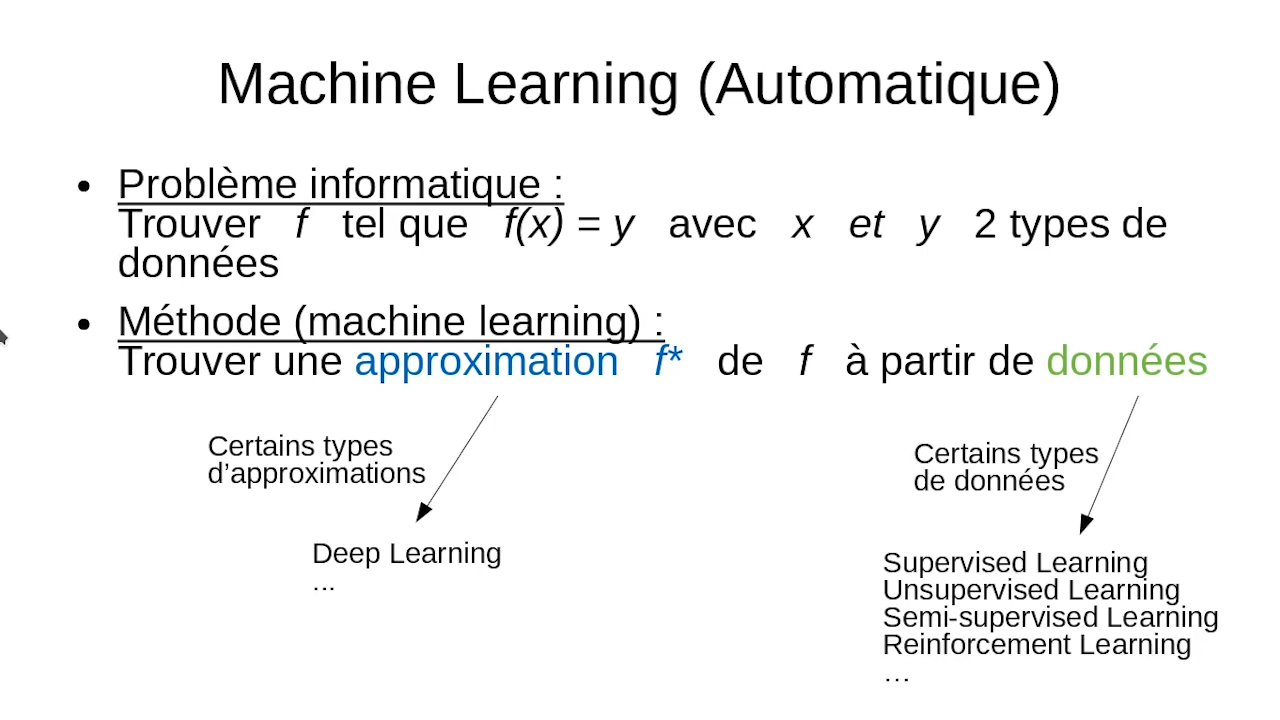 Machine Learning (Automatique)
• Problème informatique :
Trouver f tel que f(x) = y avec x et y 2 types de
données
• Méthode (machine learning) :
Trouver une approximation f* de f à partir de données
Certains types
d’approximations
Certains types
de données
Deep Learning
...
Supervised Learning
Unsupervised Learning
Semi-supervised Learning
Reinforcement Learning
...